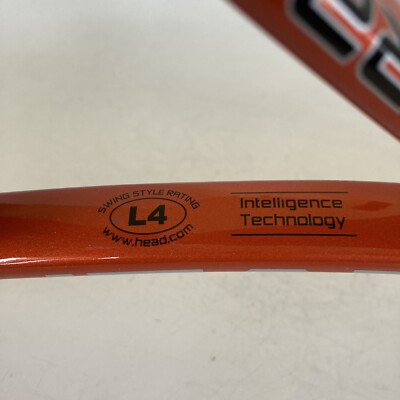 SWING STYLE RATING
L4
www.head.com
Intelligence
Technology